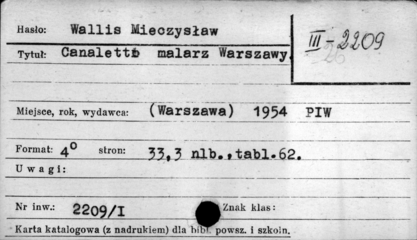 Hasło: Wallis Mieczysław
III-2209
Tytuł: Canaletto malarz Warszawy.
Miejsce, rok, wydawca: (Warszawa) 1954 PIW
Format: 4° stron: 33,3 nlb., tabl.62.
Uwagi:
Nr inw.: 2209/I Znak klas:
Karta katalogowa (z nadrukiem) dla bibl. powsz. i szkoln.